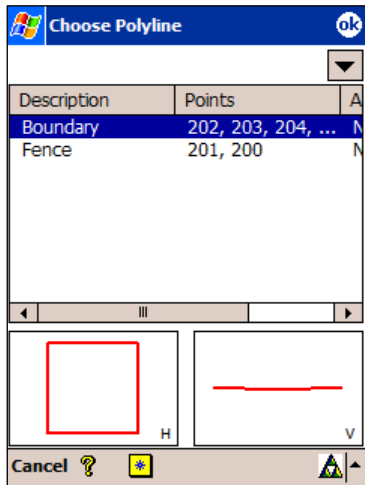 Choose Polyline ok
Description Points A
Boundary 202, 203, 204, ... N
Fence 201, 200 N
H V
Cancel